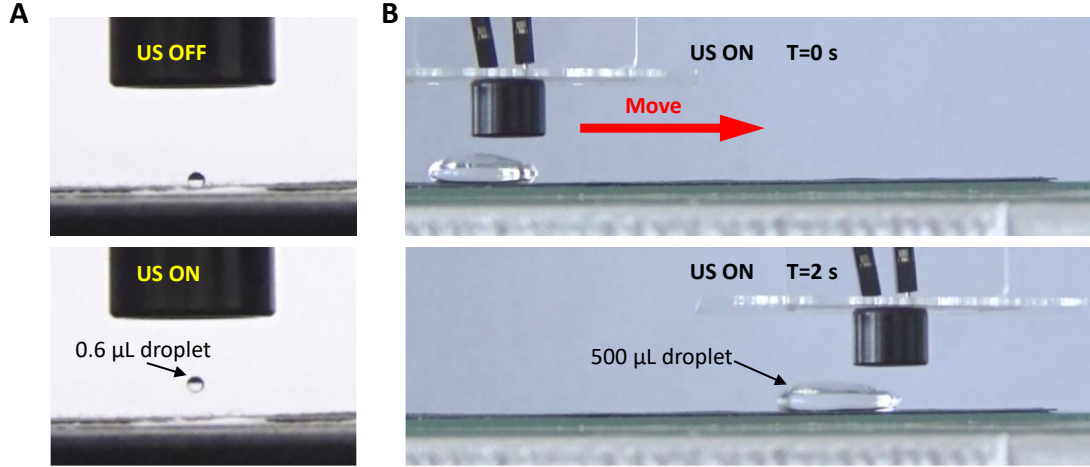 A
US OFF
US ON
0.6 μL droplet
B
US ON T=0 s
Move
US ON T=2 s
500 μL droplet